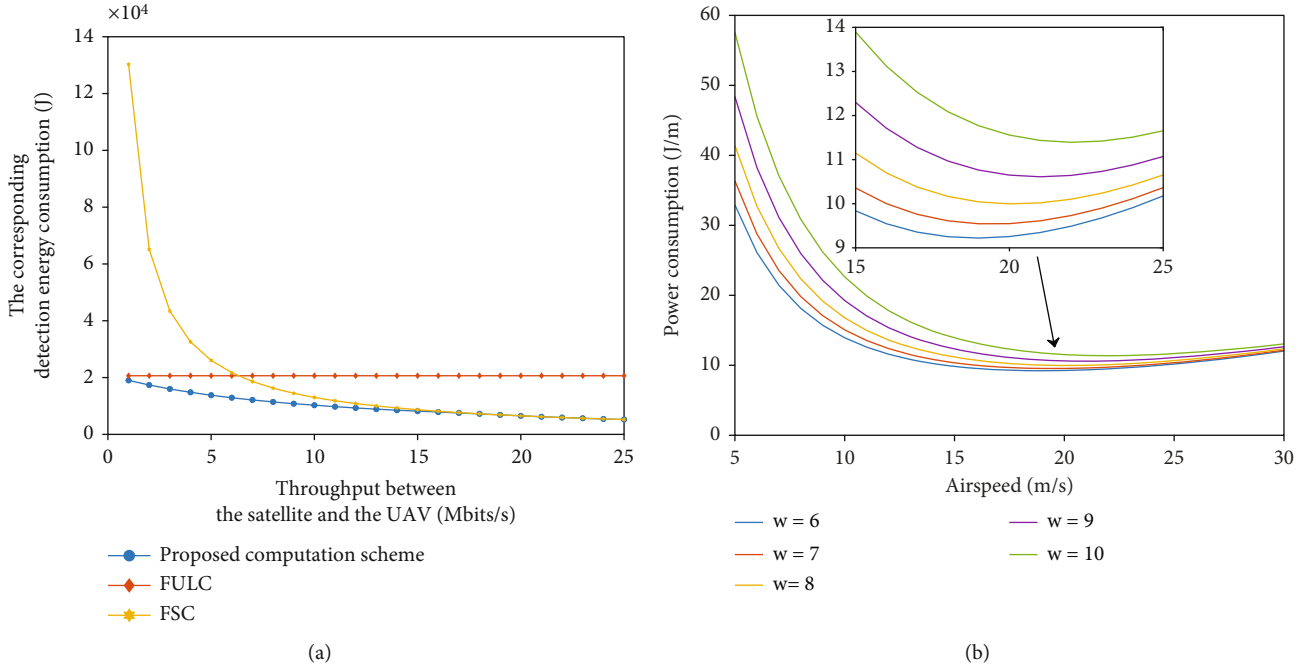 ×10⁴
14
12
10
8
6
4
2
0
The corresponding
detection energy consumption (J)
0
5
10
15
20
25
Throughput between
the satellite and the UAV (Mbits/s)
Proposed computation scheme
FULC
FSC
(a)
60
50
40
30
20
10
0
Power consumption (J/m)
14
13
12
11
10
9
15
20
25
5
10
15
20
25
30
Airspeed (m/s)
w = 6
w = 7
w= 8
w = 9
w = 10
(b)